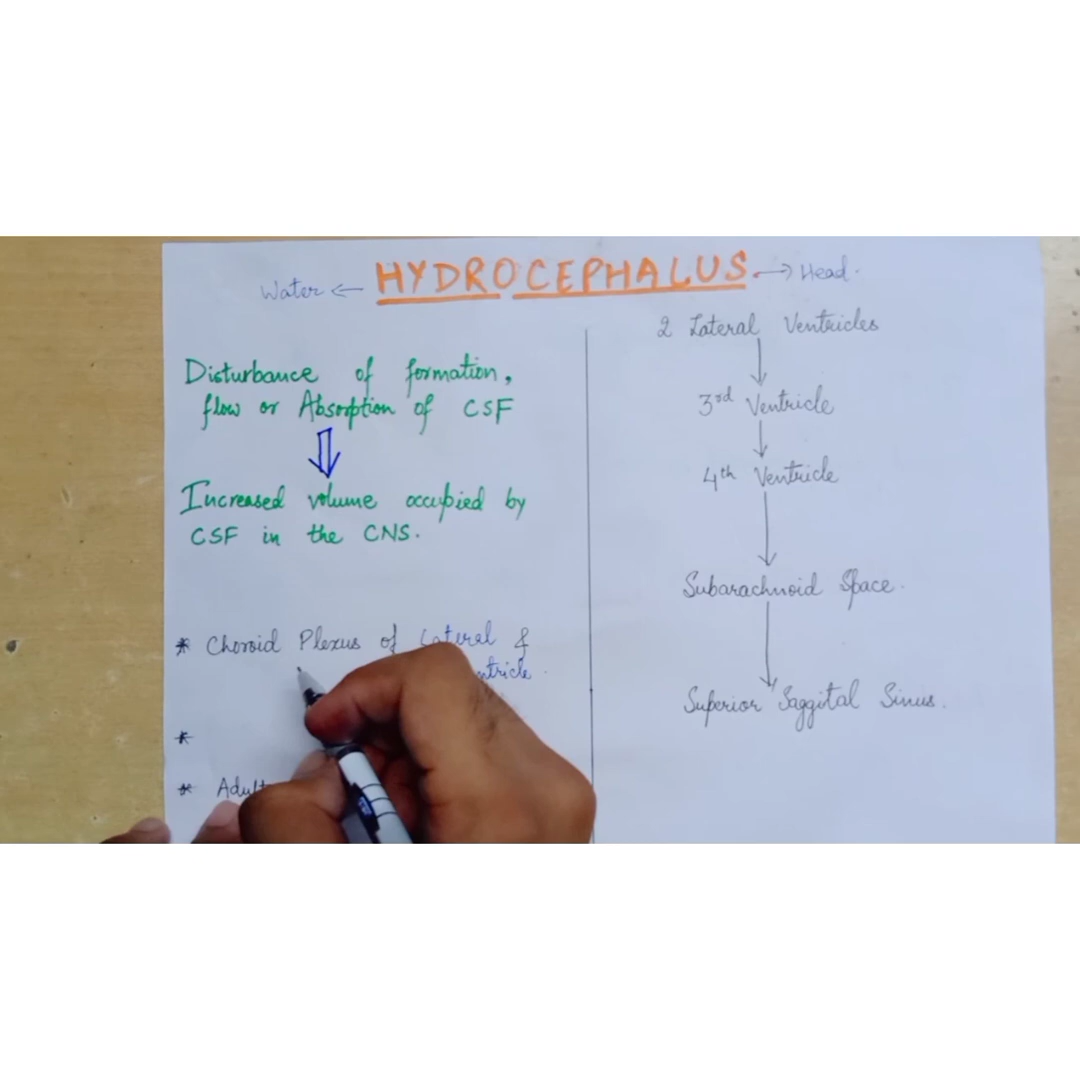 HYDROCEPHALUS
Water ← → Head.
Disturbance of formation,
flow or Absorption of CSF
Increased volume occupied by
CSF in the CNS.
* Choroid Plexus of Lateral &
*
*
2 Lateral Ventricles
3rd Ventricle
4th Ventricle
Subarachnoid Space.
Superior Saggital Sinus.